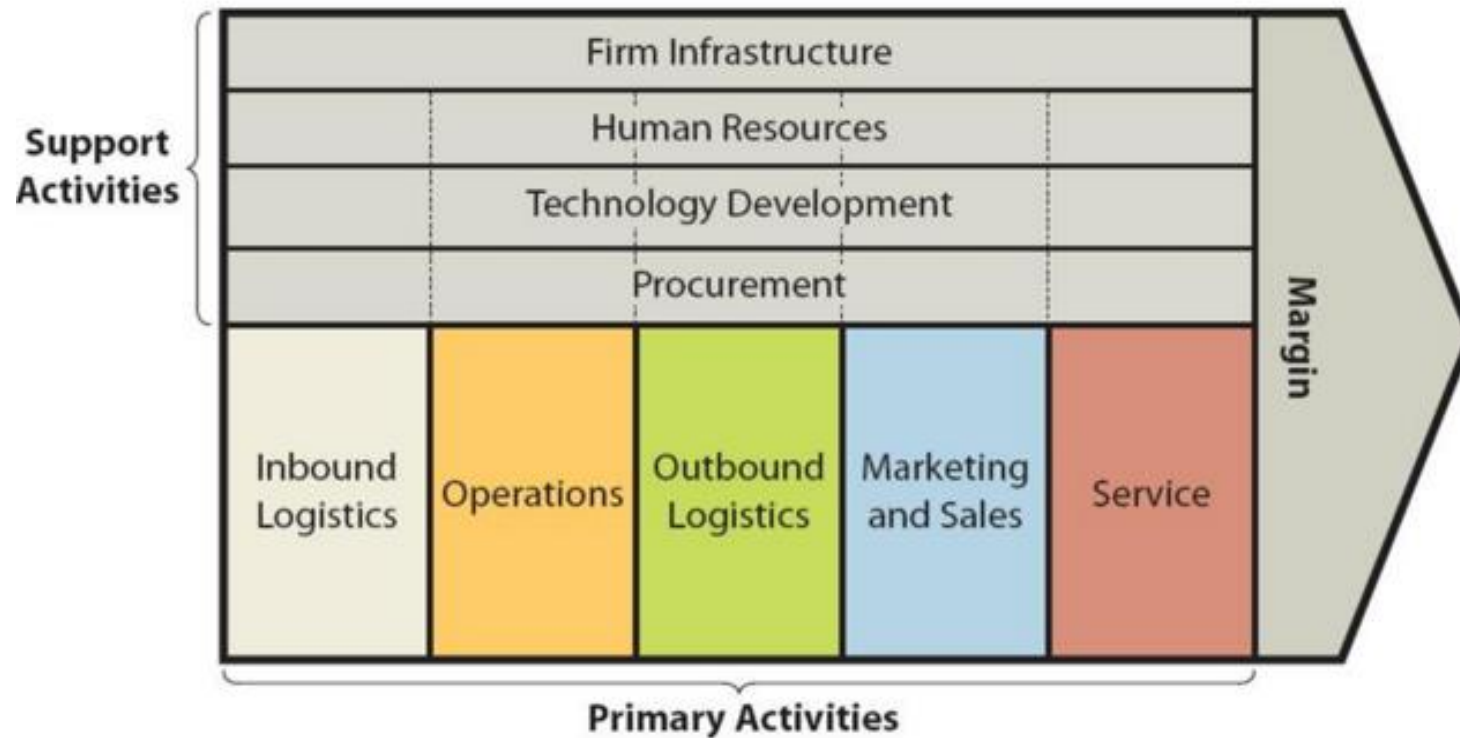 Firm Infrastructure
Human Resources
Technology Development
Procurement
Support
Activities
Inbound
Logistics
Operations
Outbound
Logistics
Marketing
and Sales
Service
Margin
Primary Activities